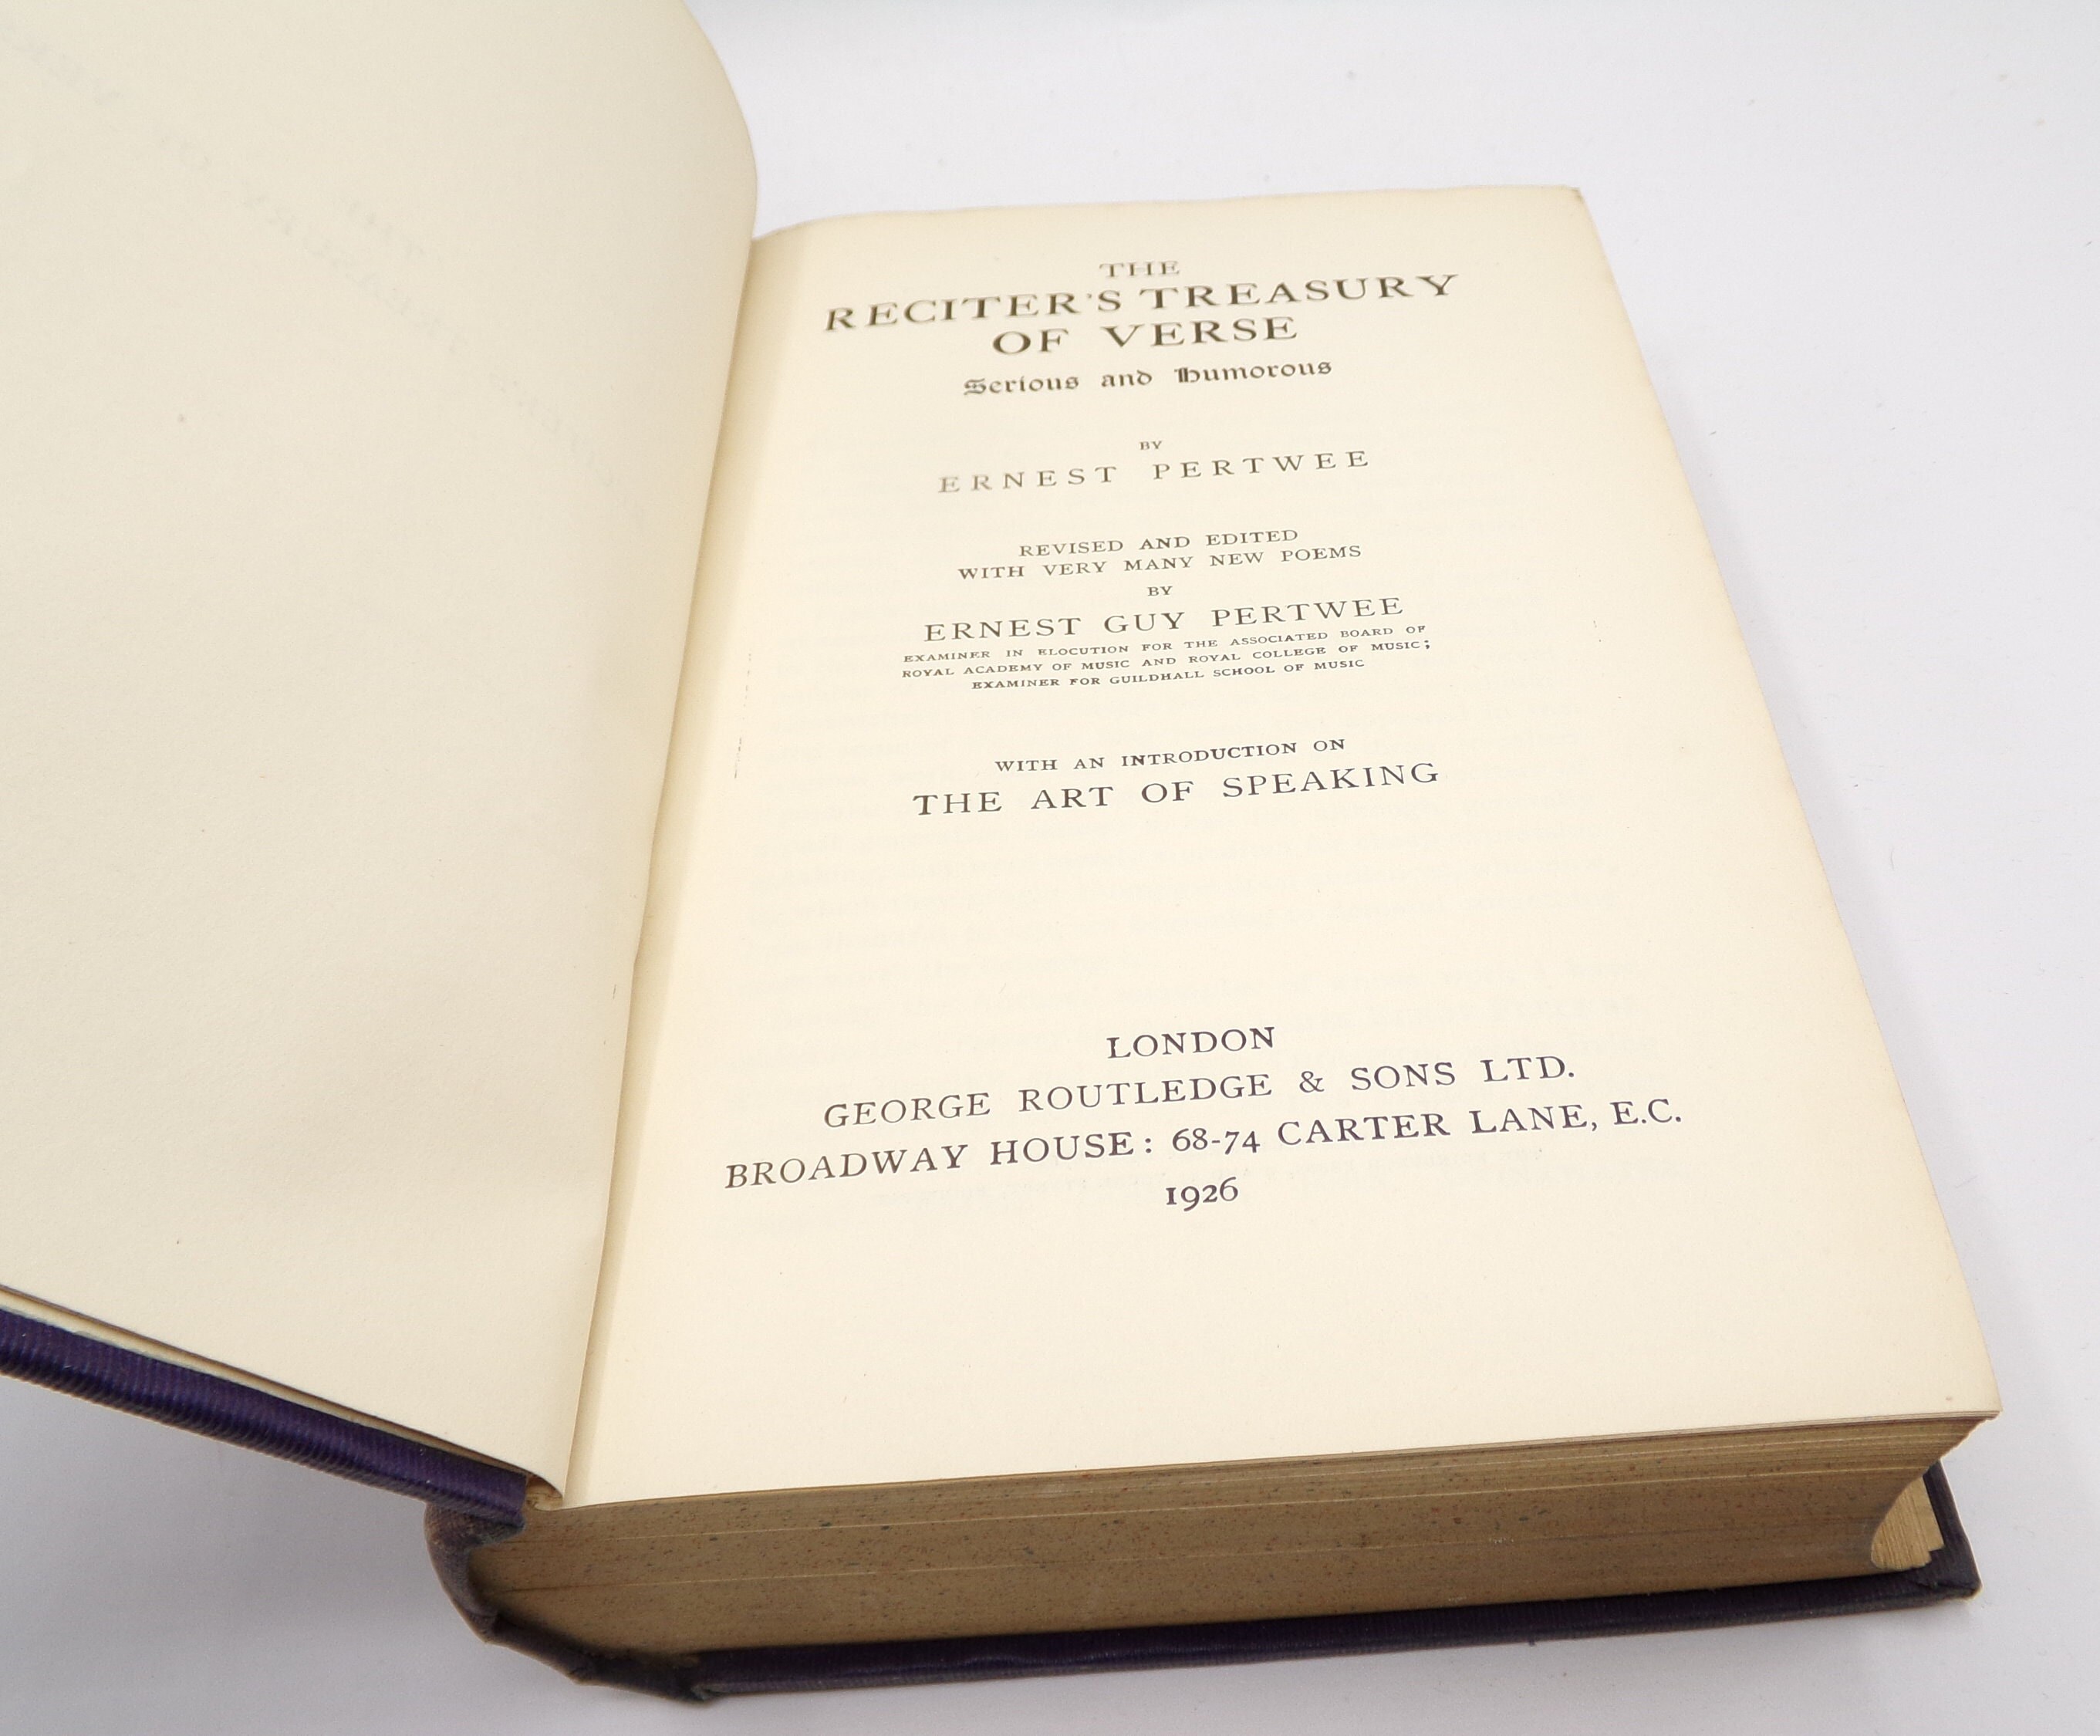 THE
RECITER'S TREASURY
OF VERSE
Serious and Humorous
BY
ERNEST PERTWEE
REVISED AND EDITED
WITH VERY MANY NEW POEMS
BY
ERNEST GUY PERTWEE
EXAMINER IN ELOCUTION FOR THE ASSOCIATED BOARD OF
ROYAL ACADEMY OF MUSIC AND ROYAL COLLEGE OF MUSIC;
EXAMINER FOR GUILDHALL SCHOOL OF MUSIC
WITH AN INTRODUCTION ON
THE ART OF SPEAKING
LONDON
GEORGE ROUTLEDGE & SONS LTD.
BROADWAY HOUSE: 68-74 CARTER LANE, E.C.
1926